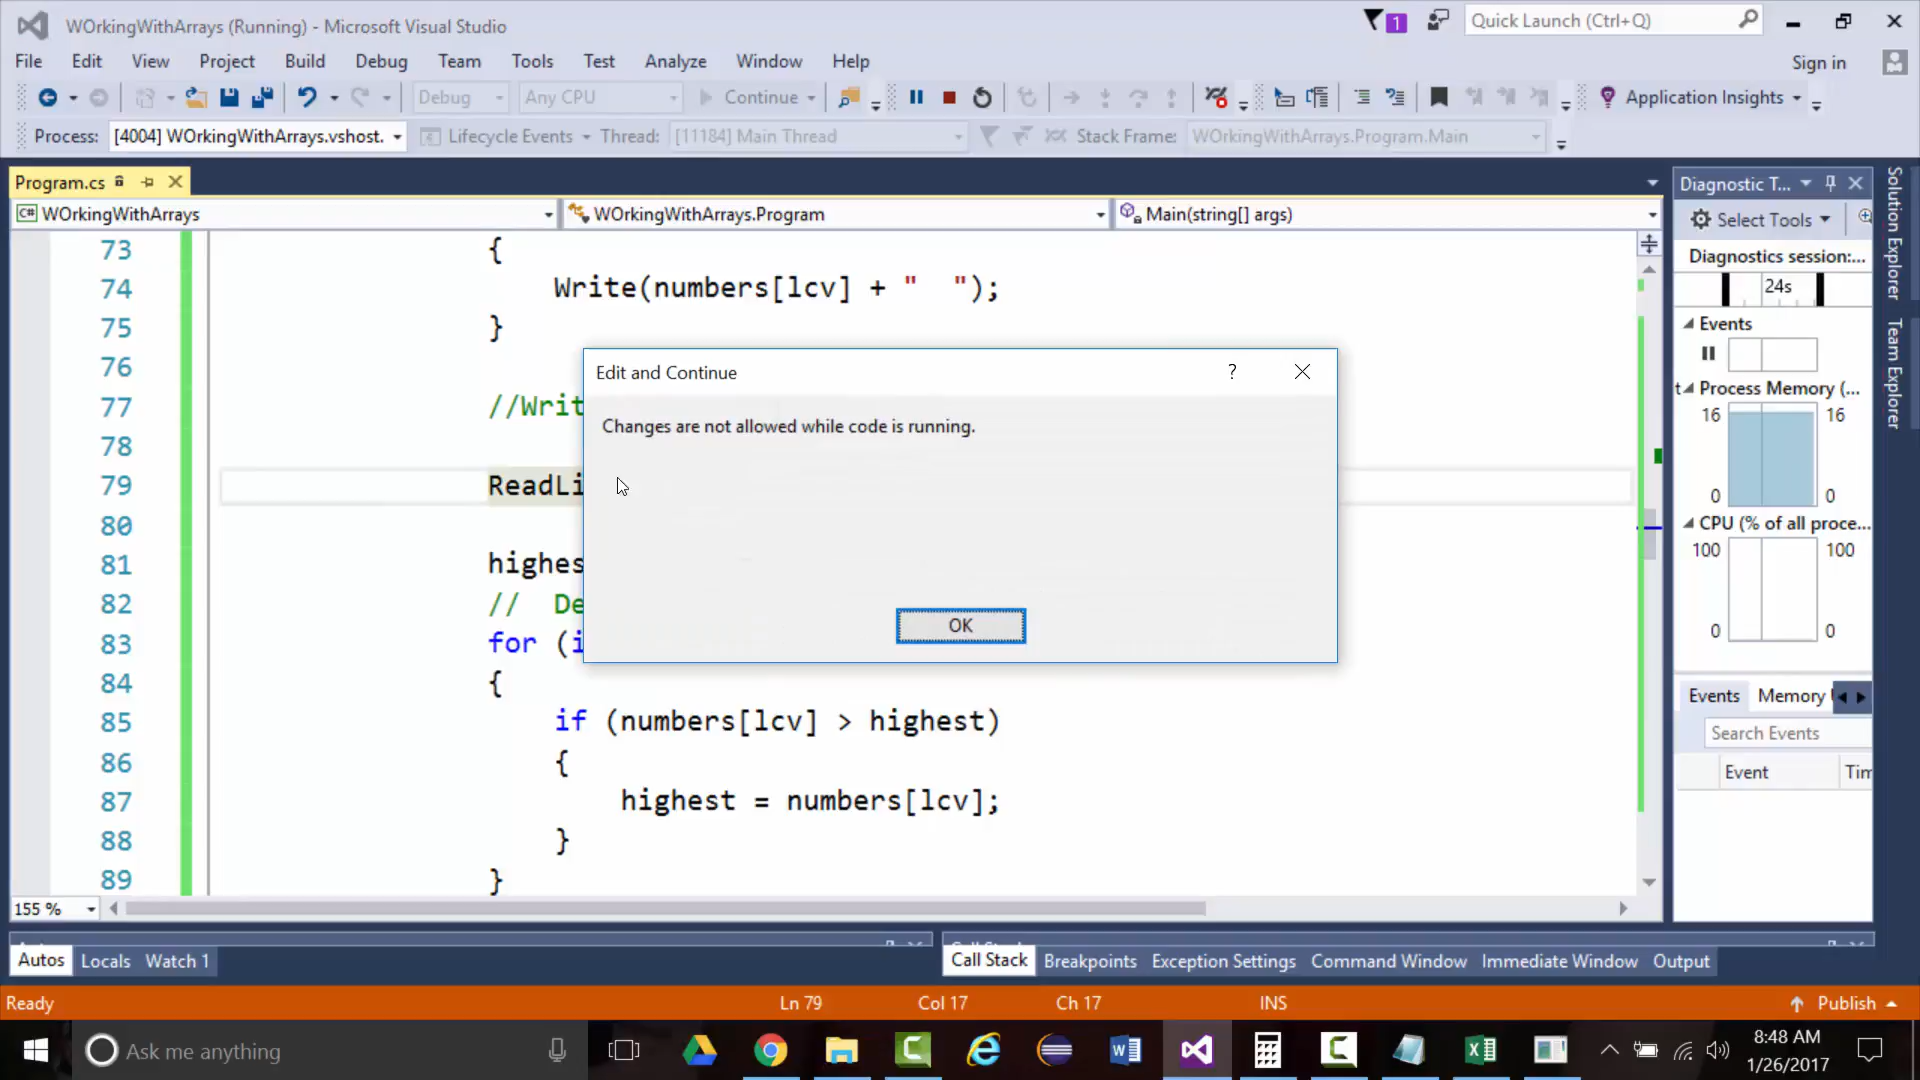 WOrkingWithArrays (Running) - Microsoft Visual Studio
1
Quick Launch (Ctrl+Q)
File Edit View Project Build Debug Team Tools Test Analyze Window Help
Sign in
Debug Any CPU Continue Application Insights
Process: [4004] WOrkingWithArrays.vshost. Lifecycle Events Thread: [11184] Main Thread Stack Frame: WOrkingWithArrays.Program.Main
Program.cs
Diagnostic T...
C# WOrkingWithArrays WOrkingWithArrays.Program Main(string[] args)
Select Tools
Solution Explorer
Team Explorer
Diagnostics session:...
24s
Events
Process Memory (...
16 16
0 0
CPU (% of all proce...
100 100
0 0
Events Memory
Search Events
Event Tim
73 {
74 Write(numbers[lcv] + "  ");
75 }
76
77 //Writ
78
79 ReadLi
80
81 highes
82 //  De
83 for (i
84 {
85 if (numbers[lcv] > highest)
86 {
87 highest = numbers[lcv];
88 }
89 }
Edit and Continue ?
Changes are not allowed while code is running.
OK
155 %
Autos Locals Watch 1
Call Stack Breakpoints Exception Settings Command Window Immediate Window Output
Ready Ln 79 Col 17 Ch 17 INS Publish
Ask me anything
8:48 AM
1/26/2017